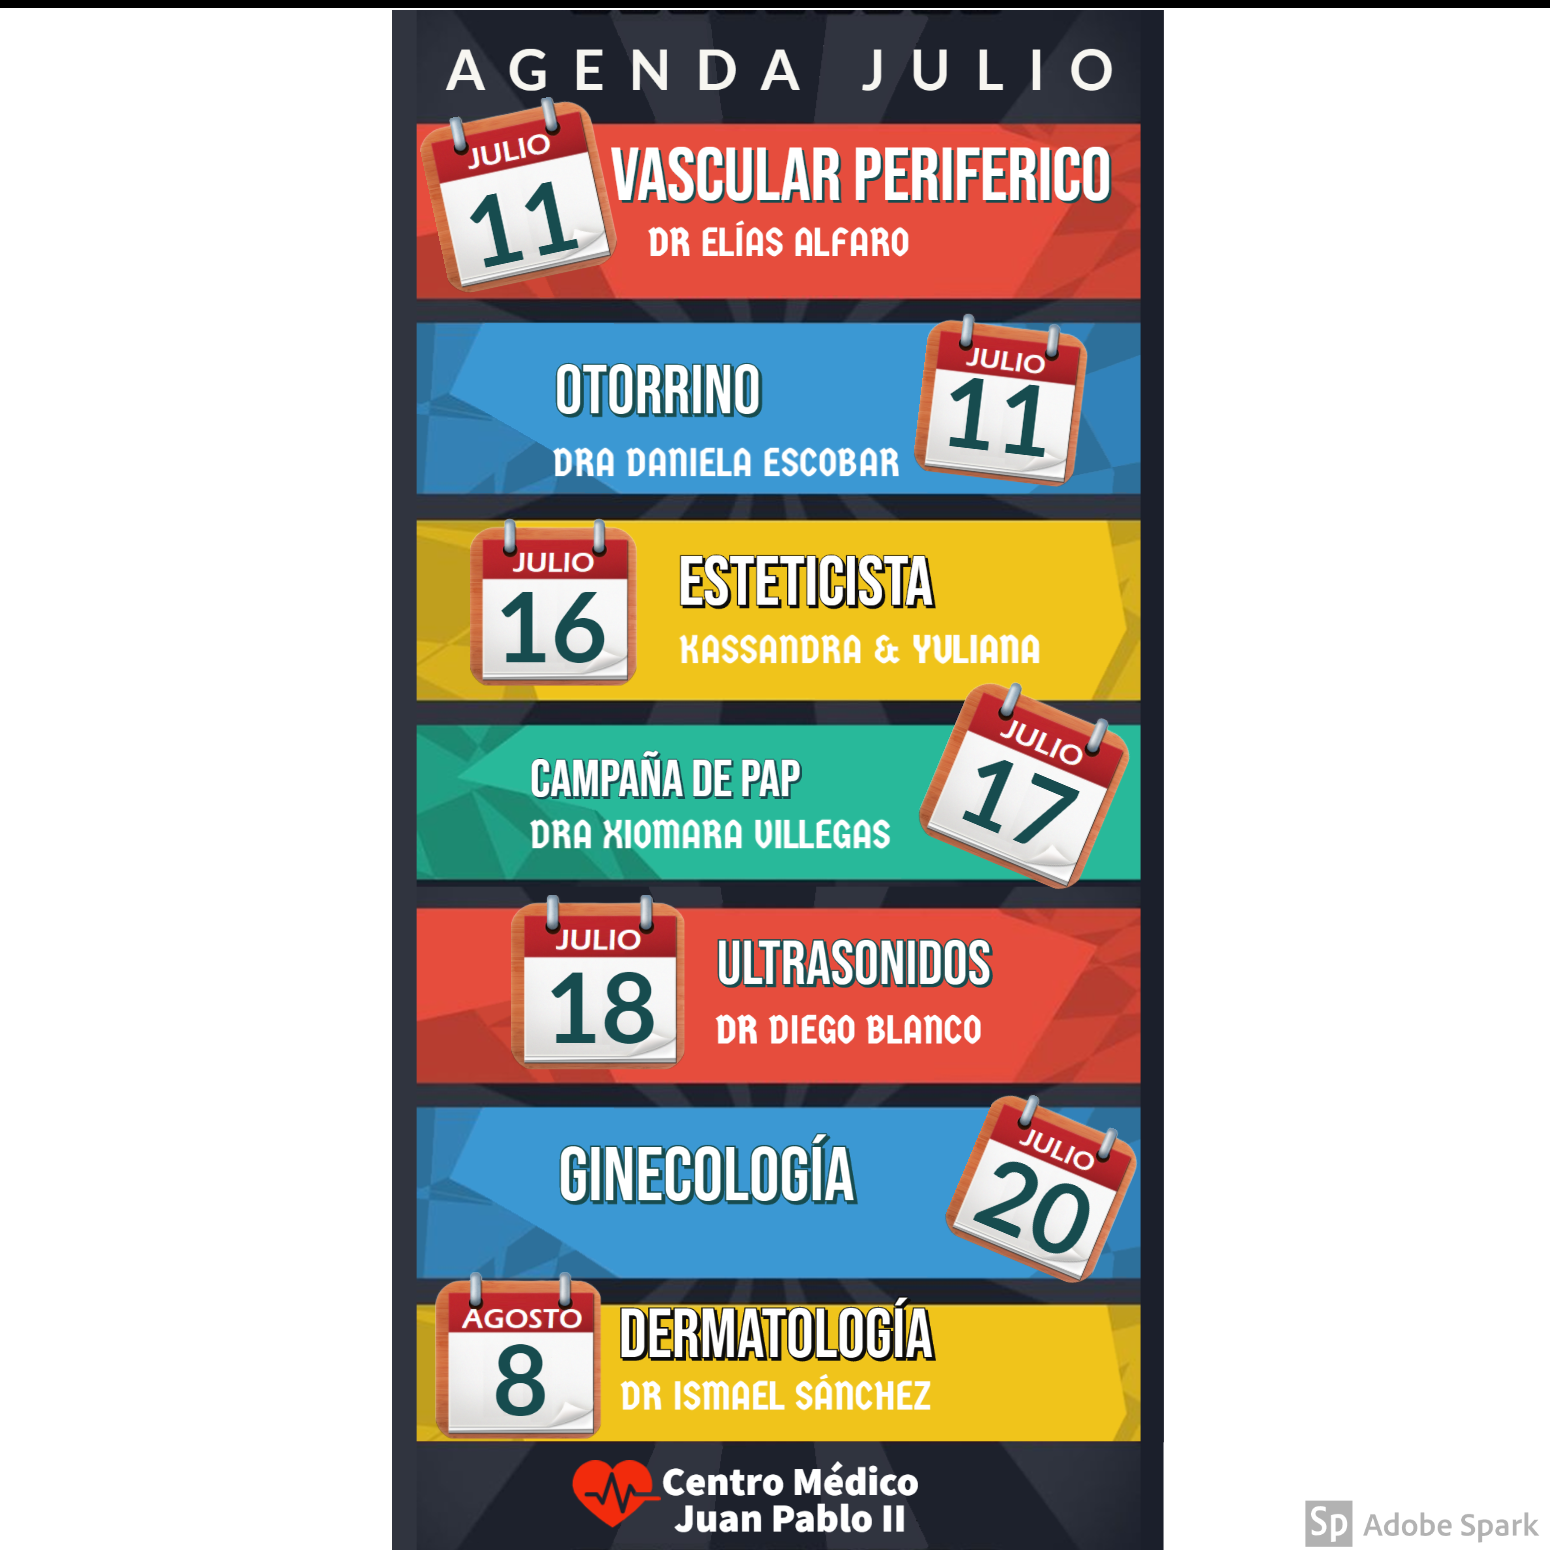 AGENDA JULIO
JULIO
11
VASCULAR PERIFERICO
DR ELÍAS ALFARO
OTORRINO
DRA DANIELA ESCOBAR
JULIO
11
JULIO
16
ESTETICISTA
KASSANDRA & YULIANA
CAMPAÑA DE PAP
DRA XIOMARA VILLEGAS
JULIO
17
JULIO
18
ULTRASONIDOS
DR DIEGO BLANCO
GINECOLOGÍA
JULIO
20
AGOSTO
8
DERMATOLOGÍA
DR ISMAEL SÁNCHEZ
Centro Médico
Juan Pablo II
Sp Adobe Spark